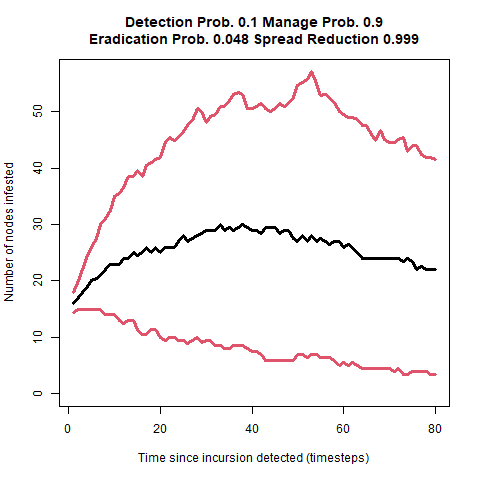 Detection Prob. 0.1 Manage Prob. 0.9
Eradication Prob. 0.048 Spread Reduction 0.999
Number of nodes infested
50
40
30
20
10
0
0
20
40
60
80
Time since incursion detected (timesteps)